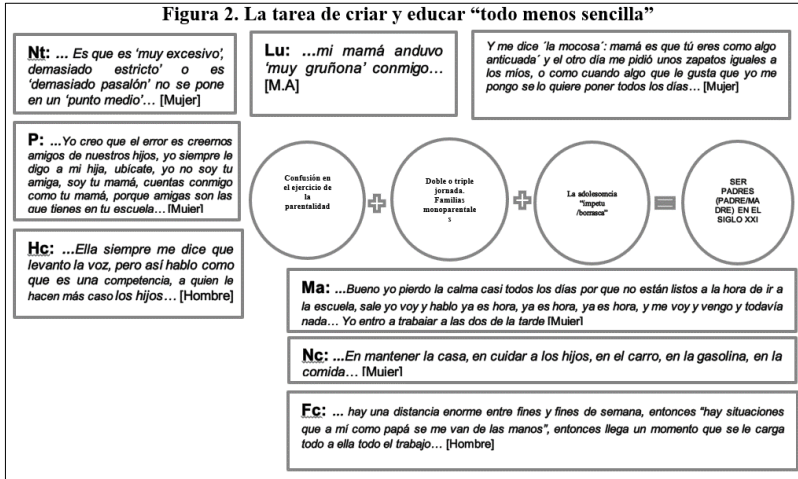 Figura 2. La tarea de criar y educar “todo menos sencilla”
Nt: ... Es que es ‘muy excesivo’,
demasiado estricto’ o es
‘demasiado pasalón’ no se pone
en un ‘punto medio’... [Mujer]
Lu: ...mi mamá anduvo
‘muy gruñona’ conmigo...
[M.A]
Y me dice ´la mocosa´: mamá es que tú eres como algo
anticuada´ y el otro día me pidió unos zapatos iguales a
los míos, o como cuando algo que le gusta que yo me
pongo se lo quiere poner todos los días... [Mujer]
P: ...Yo creo que el error es creernos
amigos de nuestros hijos, yo siempre le
digo a mi hija, ubícate, yo no soy tu
amiga, soy tu mamá, cuentas conmigo
como tu mamá, porque amigas son las
que tienes en tu escuela... [Mujer]
Hc: ...Ella siempre me dice que
levanto la voz, pero así hablo como
que es una competencia, a quien le
hacen más caso los hijos... [Hombre]
Confusión en
el ejercicio de
la
parentalidad
+
Doble o triple
jornada.
Familias
monoparentale
s
+
La adolescencia
“ímpetu
/borrasca”
=
SER
PADRES
(PADRE/MA
DRE) EN EL
SIGLO XXI
Ma: ...Bueno yo pierdo la calma casi todos los días por que no están listos a la hora de ir a
la escuela, sale yo voy y hablo ya es hora, ya es hora, ya es hora, y me voy y vengo y todavía
nada... Yo entro a trabajar a las dos de la tarde [Mujer]
Nc: ...En mantener la casa, en cuidar a los hijos, en el carro, en la gasolina, en la
comida... [Mujer]
Fc: ... hay una distancia enorme entre fines y fines de semana, entonces “hay situaciones
que a mí como papá se me van de las manos”, entonces llega un momento que se le carga
todo a ella todo el trabajo... [Hombre]